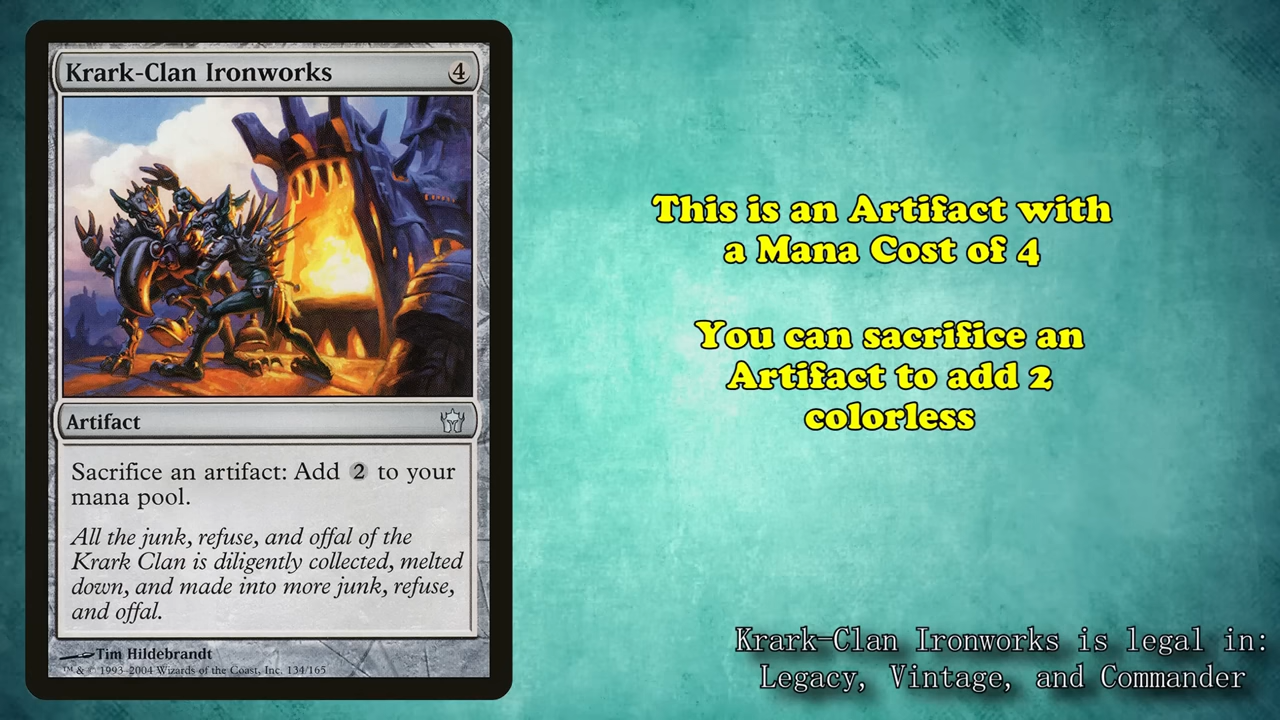 Krark-Clan Ironworks 4
Artifact
Sacrifice an artifact: Add 2 to your
mana pool.
All the junk, refuse, and offal of the
Krark Clan is diligently collected, melted
down, and made into more junk, refuse,
and offal.
Tim Hildebrandt
™ & © 1993–2004 Wizards of the Coast, Inc. 134/165
This is an Artifact with
a Mana Cost of 4
You can sacrifice an
Artifact to add 2
colorless
Krark-Clan Ironworks is legal in:
Legacy, Vintage, and Commander